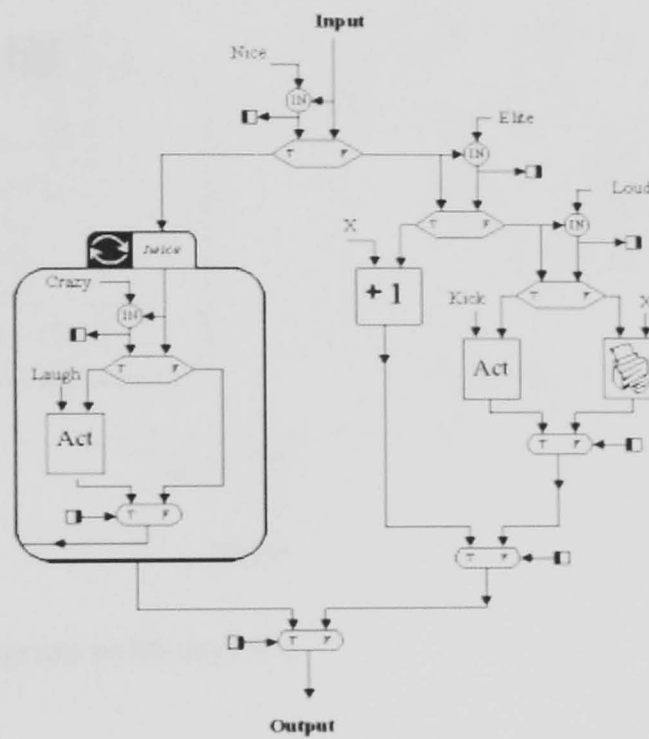 Input
Nice
IN
Elite
IN
T F
Loud
IN
T F
X
twice
+ 1
Crazy
IN
Kick
X
T F
T F
Laugh
Act
Act
T F
T F
T F
T F
Output